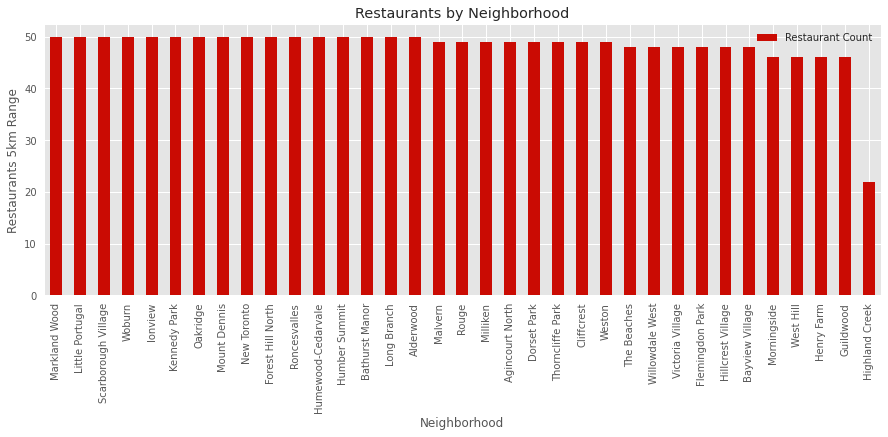 Restaurants by Neighborhood
Restaurant Count
Restaurants 5km Range
50
40
30
20
10
0
Markland Wood
Little Portugal
Scarborough Village
Woburn
Ionview
Kennedy Park
Oakridge
Mount Dennis
New Toronto
Forest Hill North
Roncesvalles
Humewood-Cedarvale
Humber Summit
Bathurst Manor
Long Branch
Alderwood
Malvern
Rouge
Milliken
Agincourt North
Dorset Park
Thorncliffe Park
Cliffcrest
Weston
The Beaches
Willowdale West
Victoria Village
Flemingdon Park
Hillcrest Village
Bayview Village
Morningside
West Hill
Henry Farm
Guildwood
Highland Creek
Neighborhood